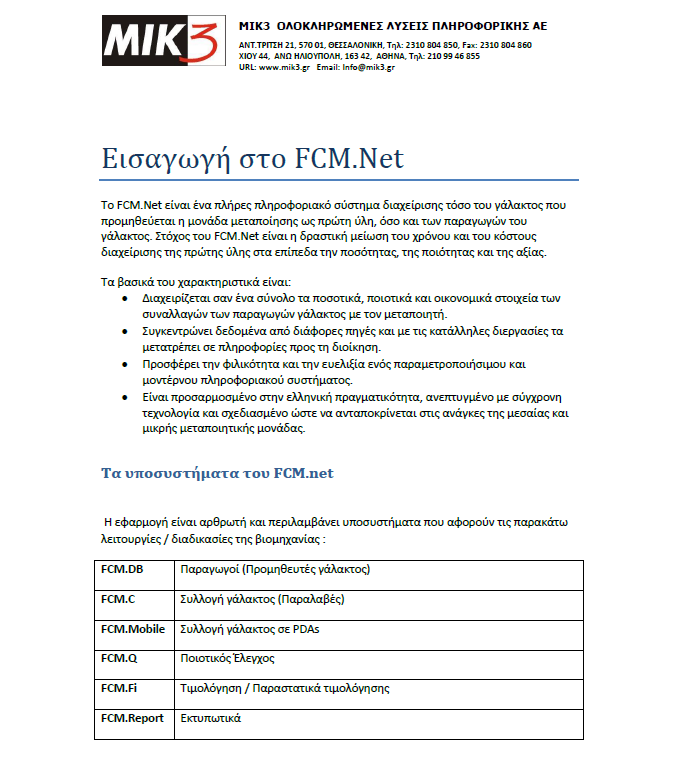 MIK3
MIK3 ΟΛΟΚΛΗΡΩΜΕΝΕΣ ΛΥΣΕΙΣ ΠΛΗΡΟΦΟΡΙΚΗΣ ΑΕ
ΑΝΤ.ΤΡΙΤΣΗ 21, 570 01, ΘΕΣΣΑΛΟΝΙΚΗ, Τηλ: 2310 804 850, Fax: 2310 804 860
ΧΙΟΥ 44, ΑΝΩ ΗΛΙΟΥΠΟΛΗ, 163 42, ΑΘΗΝΑ, Τηλ: 210 99 46 855
URL: www.mik3.gr Email: Info@mik3.gr
Εισαγωγή στο FCM.Net
Το FCM.Net είναι ένα πλήρες πληροφοριακό σύστημα διαχείρισης τόσο του γάλακτος που
προμηθεύεται η μονάδα μεταποίησης ως πρώτη ύλη, όσο και των παραγωγών του
γάλακτος. Στόχος του FCM.Net είναι η δραστική μείωση του χρόνου και του κόστους
διαχείρισης της πρώτης ύλης στα επίπεδα την ποσότητας, της ποιότητας και της αξίας.
Τα βασικά του χαρακτηριστικά είναι:
• Διαχειρίζεται σαν ένα σύνολο τα ποσοτικά, ποιοτικά και οικονομικά στοιχεία των
συναλλαγών των παραγωγών γάλακτος με τον μεταποιητή.
• Συγκεντρώνει δεδομένα από διάφορες πηγές και με τις κατάλληλες διεργασίες τα
μετατρέπει σε πληροφορίες προς τη διοίκηση.
• Προσφέρει την φιλικότητα και την ευελιξία ενός παραμετροποιήσιμου και
μοντέρνου πληροφοριακού συστήματος.
• Είναι προσαρμοσμένο στην ελληνική πραγματικότητα, ανεπτυγμένο με σύγχρονη
τεχνολογία και σχεδιασμένο ώστε να ανταποκρίνεται στις ανάγκες της μεσαίας και
μικρής μεταποιητικής μονάδας.
Τα υποσυστήματα του FCM.net
Η εφαρμογή είναι αρθρωτή και περιλαμβάνει υποσυστήματα που αφορούν τις παρακάτω
λειτουργίες / διαδικασίες της βιομηχανίας :
FCM.DB Παραγωγοί (Προμηθευτές γάλακτος)
FCM.C Συλλογή γάλακτος (Παραλαβές)
FCM.Mobile Συλλογή γάλακτος σε PDAs
FCM.Q Ποιοτικός Έλεγχος
FCM.Fi Τιμολόγηση / Παραστατικά τιμολόγησης
FCM.Report Εκτυπωτικά